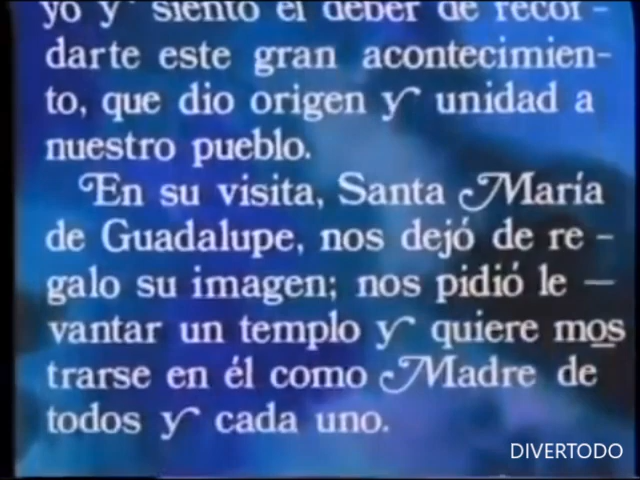 yo y siento el deber de recor-
darte este gran acontecimien-
to, que dio origen y unidad a
nuestro pueblo.
En su visita, Santa María
de Guadalupe, nos dejó de re-
galo su imagen; nos pidió le-
vantar un templo y quiere mos
trarse en él como Madre de
todos y cada uno.
DIVERTODO